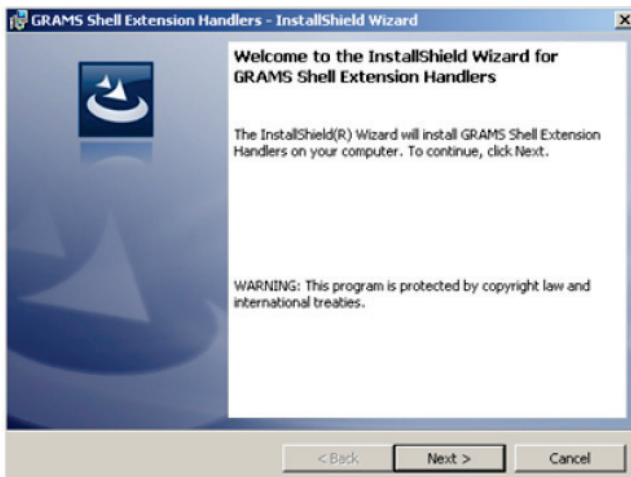 GRAMS Shell Extension Handlers - InstallShield Wizard
Welcome to the InstallShield Wizard for
GRAMS Shell Extension Handlers
The InstallShield(R) Wizard will install GRAMS Shell Extension
Handlers on your computer. To continue, click Next.
WARNING: This program is protected by copyright law and
international treaties.
< Back
Next >
Cancel